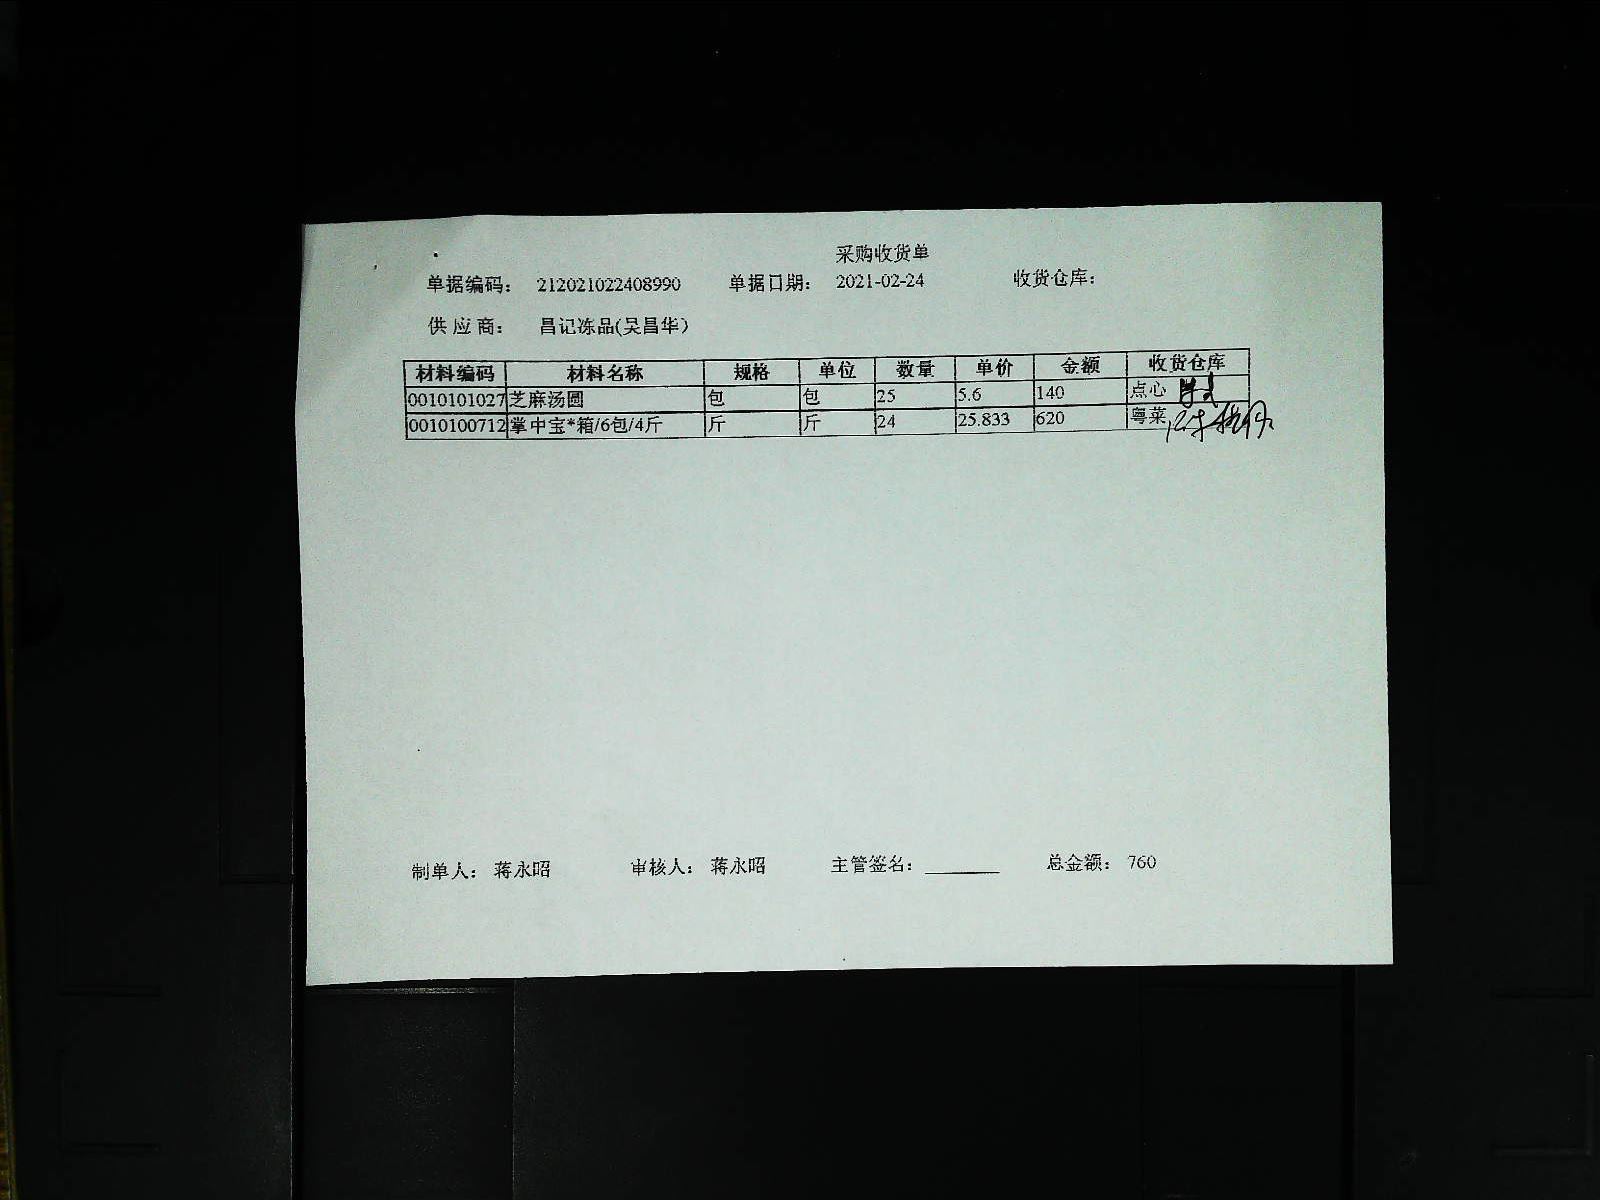 采购收货单
单据编码： 212021022408990 单据日期： 2021-02-24 收货仓库：
供 应 商： 昌记冻品(吴昌华)
材料编码 材料名称 规格 单位 数量 单价 金额 收货仓库
0010101027 芝麻汤圆 包 包 25 5.6 140 点心
0010100712 掌中宝*箱/6包/4斤 斤 斤 24 25.833 620 粤菜
制单人： 蒋永昭 审核人： 蒋永昭 主管签名： 总金额： 760